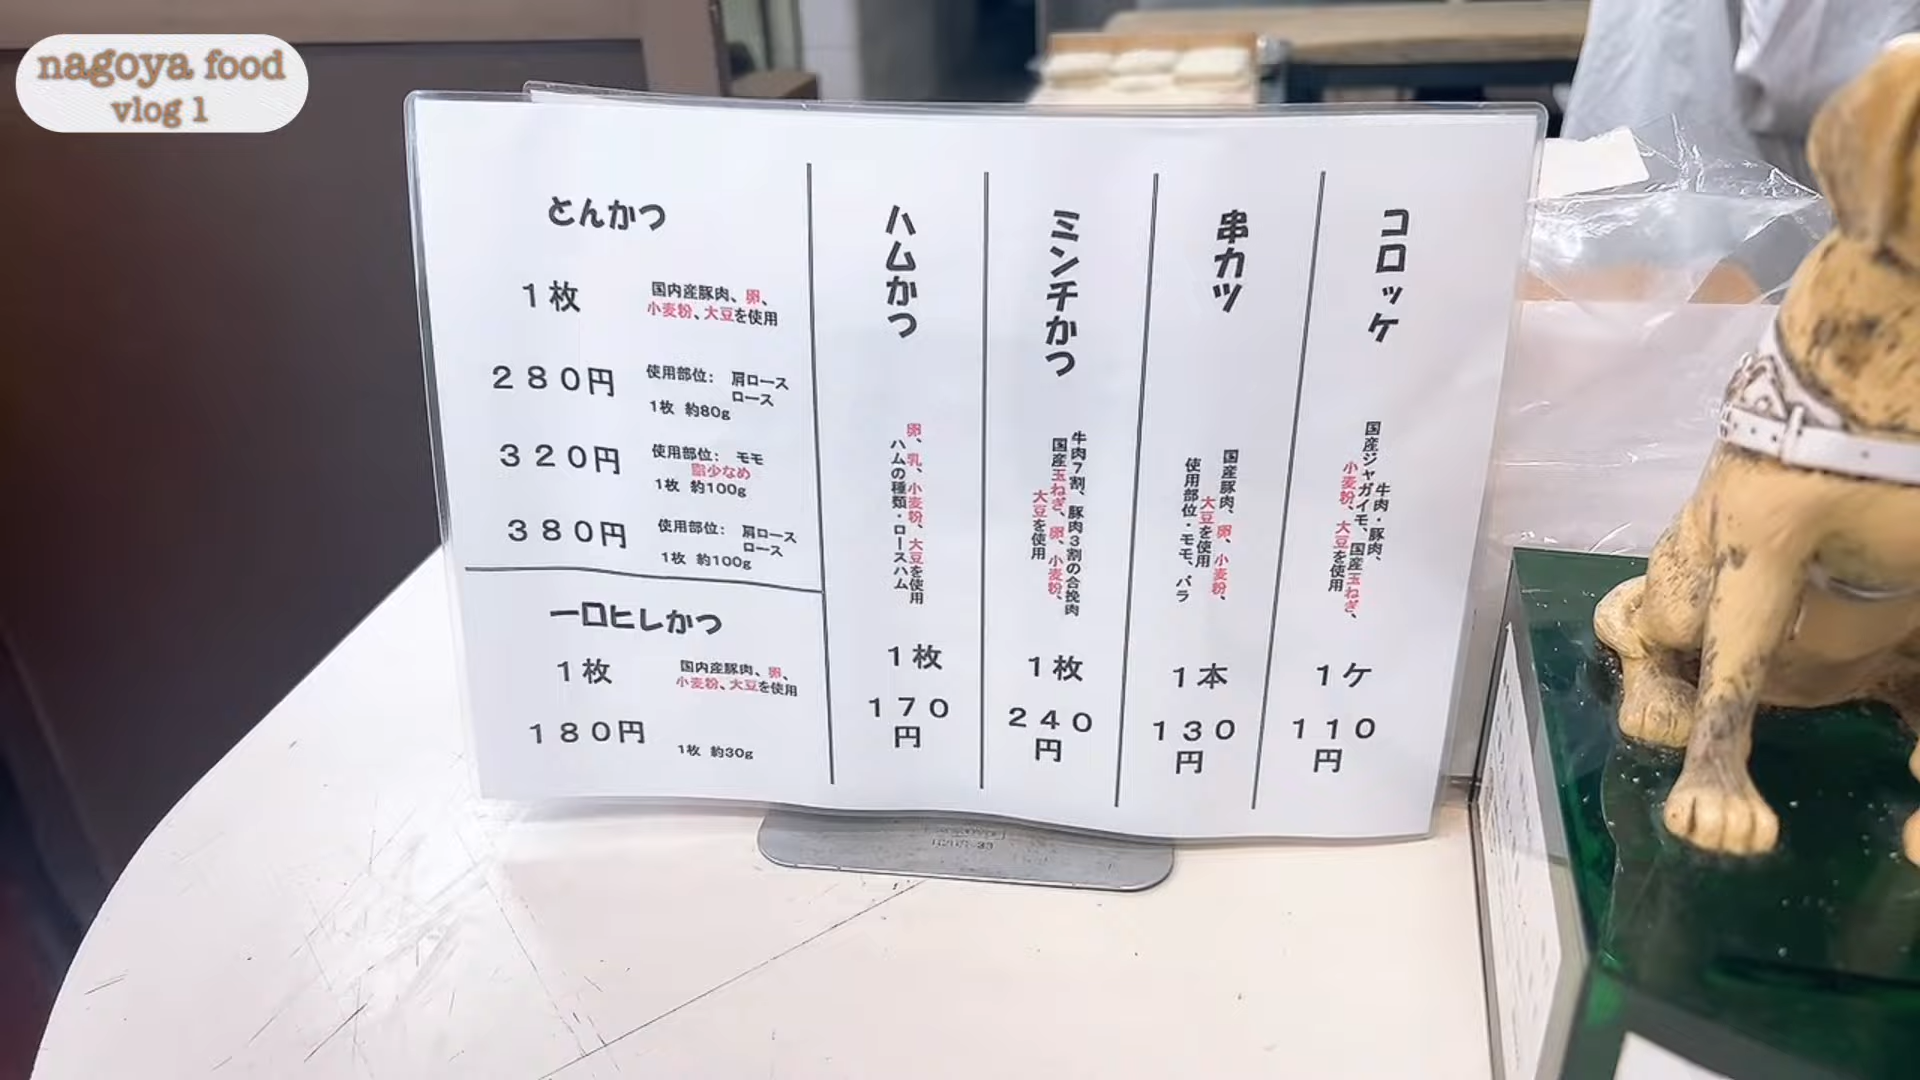 nagoya food
vlog 1
コロッケ
牛肉・豚肉、
国産ジャガイモ、国産玉ねぎ、
小麦粉、大豆を使用
1ケ
110
円
串カツ
国産豚肉、卵、小麦粉、
大豆を使用
使用部位・モモ、バラ
1本
130
円
ミンチかつ
牛肉7割、豚肉3割の合挽肉
国産玉ねぎ、卵、小麦粉、
大豆を使用
1枚
240
円
ハムかつ
卵、乳、小麦粉、大豆を使用
ハムの種類・ロースハム
1枚
170
円
とんかつ
1枚
国内産豚肉、卵、
小麦粉、大豆を使用
280円
使用部位: 肩ロース
ロース
1枚 約80g
320円
使用部位: モモ
脂少なめ
1枚 約100g
380円
使用部位: 肩ロース
ロース
1枚 約100g
一口ヒレかつ
1枚
国内産豚肉、卵、
小麦粉、大豆を使用
180円
1枚 約30g